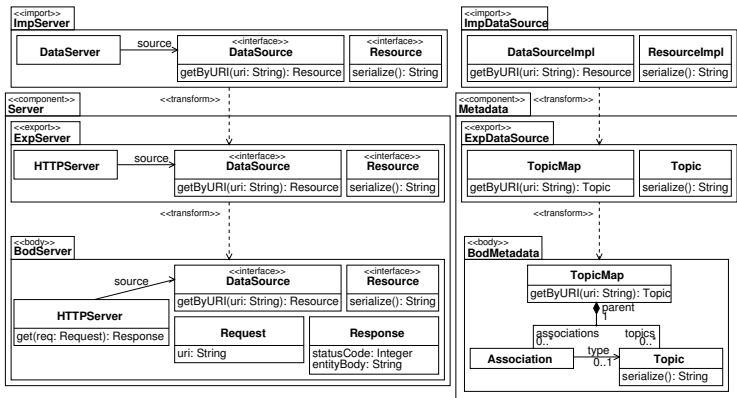 <<import>>
ImpServer
DataServer
source
<<interface>>
DataSource
getByURI(uri: String): Resource
<<interface>>
Resource
serialize(): String
<<import>>
ImpDataSource
DataSourceImpl
getByURI(uri: String): Resource
ResourceImpl
serialize(): String
<<component>>
Server
<<transform>>
<<export>>
ExpServer
HTTPServer
source
<<interface>>
DataSource
getByURI(uri: String): Resource
<<interface>>
Resource
serialize(): String
<<transform>>
<<body>>
BodServer
source
<<interface>>
DataSource
getByURI(uri: String): Resource
<<interface>>
Resource
serialize(): String
HTTPServer
get(req: Request): Response
Request
uri: String
Response
statusCode: Integer
entityBody: String
<<component>>
Metadata
<<transform>>
<<export>>
ExpDataSource
TopicMap
getByURI(uri: String): Topic
Topic
serialize(): String
<<transform>>
<<body>>
BodMetadata
TopicMap
getByURI(uri: String): Topic
parent
1
associations
0..*
topics
0..*
Association
type
0..1
Topic
serialize(): String